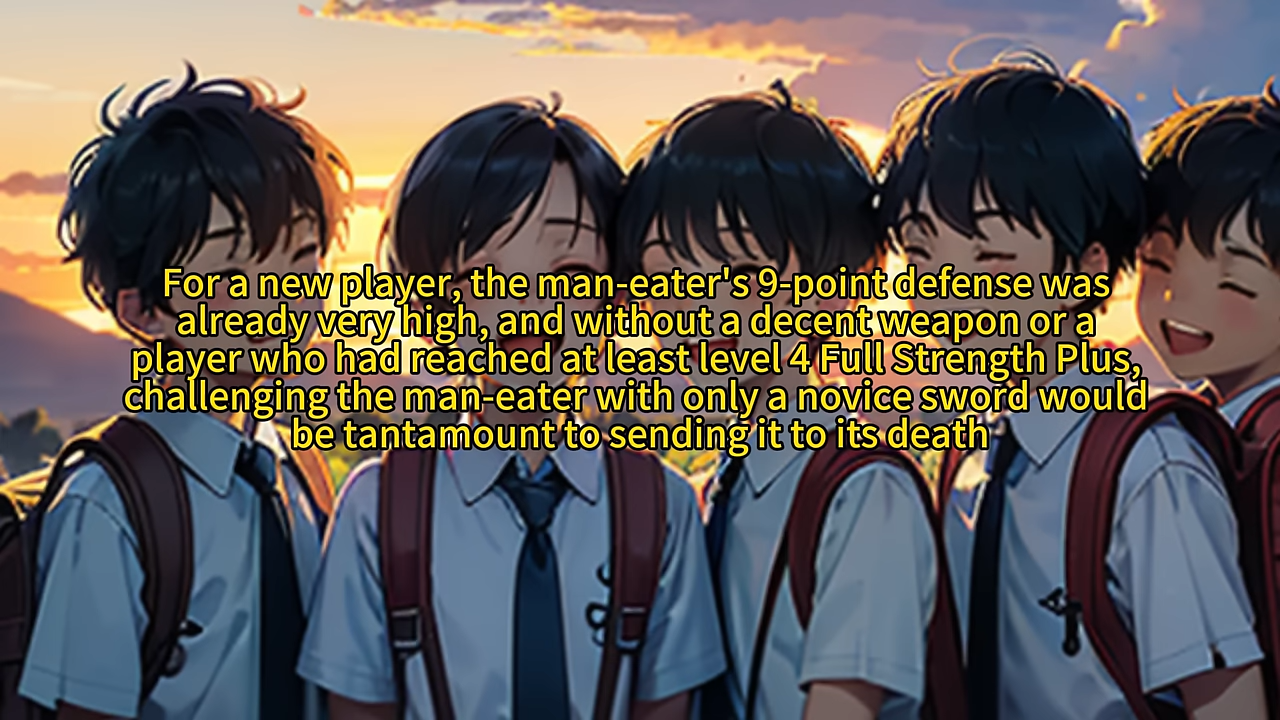 For a new player, the man-eater's 9-point defense was
already very high, and without a decent weapon or a
player who had reached at least level 4 Full Strength Plus,
challenging the man-eater with only a novice sword would
be tantamount to sending it to its death